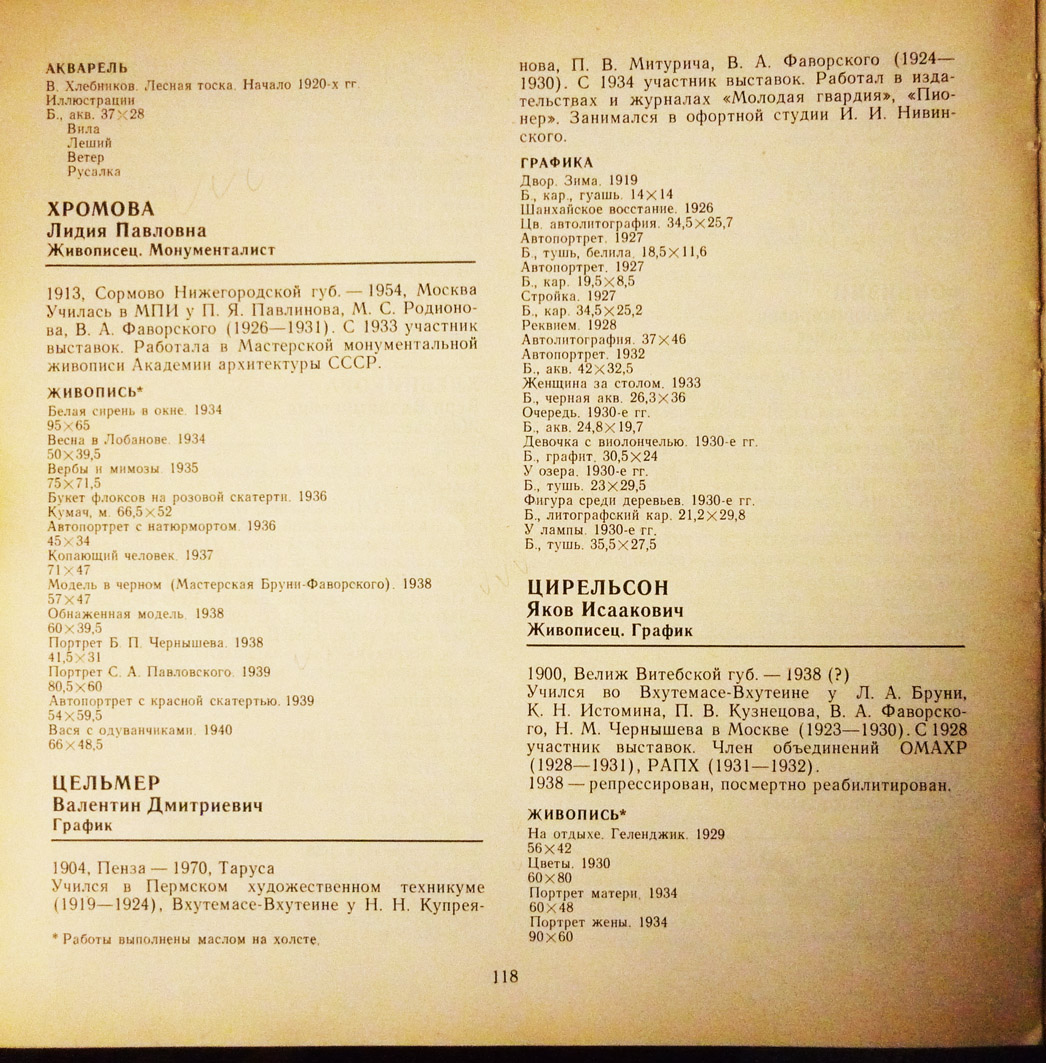 АКВАРЕЛЬ
В. Хлебников. Лесная тоска. Начало 1920-х гг.
Иллюстрации
Б., акв. 37×28
Вила
Леший
Ветер
Русалка
ХРОМОВА
Лидия Павловна
Живописец. Монументалист
1913, Сормово Нижегородской губ. — 1954, Москва
Училась в МПИ у П. Я. Павлинова, М. С. Родионо-
ва, В. А. Фаворского (1926—1931). С 1933 участник
выставок. Работала в Мастерской монументальной
живописи Академии архитектуры СССР.
ЖИВОПИСЬ*
Белая сирень в окне. 1934
95×65
Весна в Лобанове. 1934
50×39,5
Вербы и мимозы. 1935
75×71,5
Букет флоксов на розовой скатерти. 1936
Кумач, м. 66,5×52
Автопортрет с натюрмортом. 1936
45×34
Копающий человек. 1937
71×47
Модель в черном (Мастерская Бруни-Фаворского). 1938
57×47
Обнаженная модель. 1938
60×39,5
Портрет Б. П. Чернышева. 1938
41,5×31
Портрет С. А. Павловского. 1939
80,5×60
Автопортрет с красной скатертью. 1939
54×59,5
Вася с одуванчиками. 1940
66×48,5
ЦЕЛЬМЕР
Валентин Дмитриевич
График
1904, Пенза — 1970, Таруса
Учился в Пермском художественном техникуме
(1919—1924), Вхутемасе-Вхутеине у Н. Н. Купрея-
* Работы выполнены маслом на холсте.
нова, П. В. Митурича, В. А. Фаворского (1924—
1930). С 1934 участник выставок. Работал в изда-
тельствах и журналах «Молодая гвардия», «Пио-
нер». Занимался в офортной студии И. И. Нивин-
ского.
ГРАФИКА
Двор. Зима. 1919
Б., кар., гуашь. 14×14
Шанхайское восстание. 1926
Цв. автолитография. 34,5×25,7
Автопортрет. 1927
Б., тушь, белила. 18,5×11,6
Автопортрет. 1927
Б., кар. 19,5×8,5
Стройка. 1927
Б., кар. 34,5×25,2
Реквием. 1928
Автолитография. 37×46
Автопортрет. 1932
Б., акв. 42×32,5
Женщина за столом. 1933
Б., черная акв. 26,3×36
Очередь. 1930-е гг.
Б., акв. 24,8×19,7
Девочка с виолончелью. 1930-е гг.
Б., графит. 30,5×24
У озера. 1930-е гг.
Б., тушь. 23×29,5
Фигура среди деревьев. 1930-е гг.
Б., литографский кар. 21,2×29,8
У лампы. 1930-е гг.
Б., тушь. 35,5×27,5
ЦИРЕЛЬСОН
Яков Исаакович
Живописец. График
1900, Велиж Витебской губ. — 1938 (?)
Учился во Вхутемасе-Вхутеине у Л. А. Бруни,
К. Н. Истомина, П. В. Кузнецова, В. А. Фаворско-
го, Н. М. Чернышева в Москве (1923—1930). С 1928
участник выставок. Член объединений ОМАХР
(1928—1931), РАПХ (1931—1932).
1938 — репрессирован, посмертно реабилитирован.
ЖИВОПИСЬ*
На отдыхе. Геленджик. 1929
56×42
Цветы. 1930
60×80
Портрет матери. 1934
60×48
Портрет жены. 1934
90×60
118